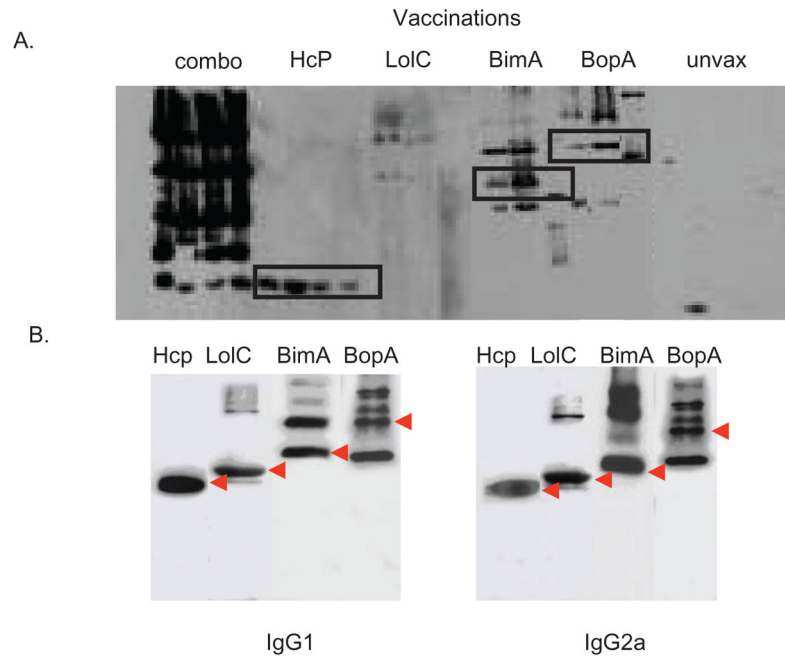 Vaccinations
A.
combo HcP LolC BimA BopA unvax
B.
Hcp LolC BimA BopA Hcp LolC BimA BopA
IgG1 IgG2a